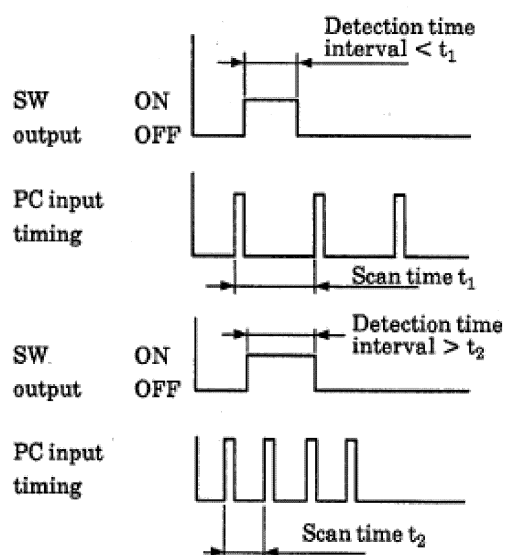 Detection time
interval < t₁
SW ON
output OFF
PC input
timing
Scan time t₁
Detection time
interval > t₂
SW ON
output OFF
PC input
timing
Scan time t₂